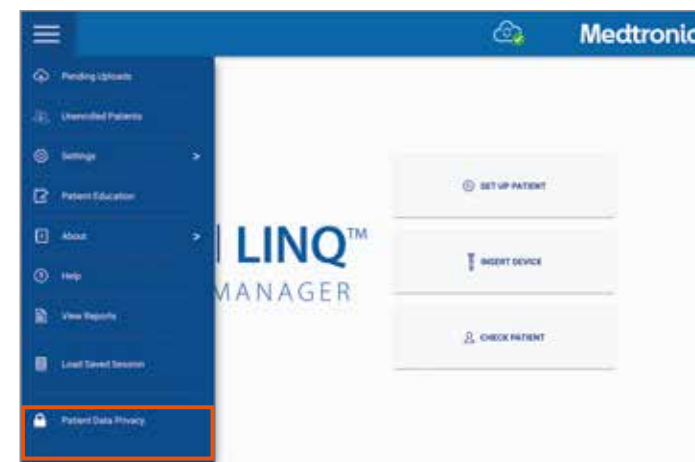 Medtronic
Pending Uploads
Unenrolled Patients
Settings >
Patient Education
About >
Help
View Reports
Load Saved Session
Patient Data Privacy
LINQ™
MANAGER
SET UP PATIENT
INSERT DEVICE
CHECK PATIENT